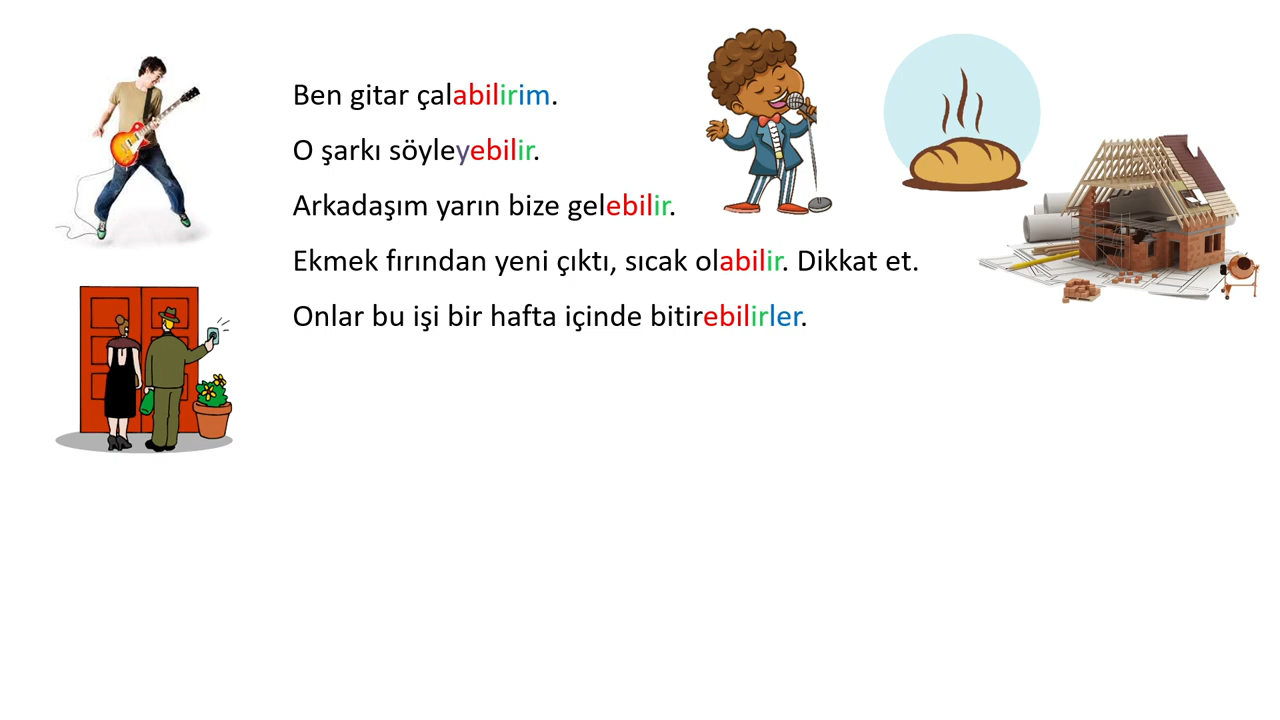 Ben gitar çalabilirim.
O şarkı söyleyebilir.
Arkadaşım yarın bize gelebilir.
Ekmek fırından yeni çıktı, sıcak olabilir. Dikkat et.
Onlar bu işi bir hafta içinde bitirebilirler.